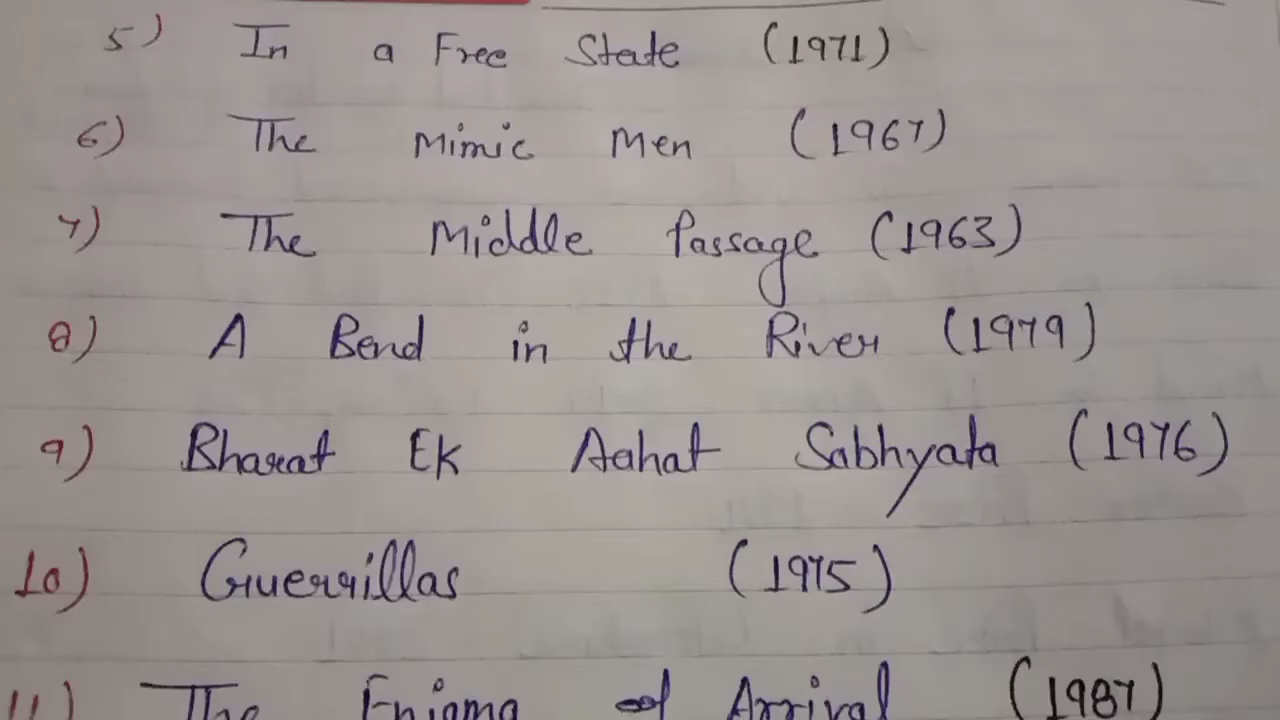 5) In a Free State (1971)
6) The Mimic Men (1967)
7) The Middle Passage (1963)
8) A Bend in the River (1979)
9) Bharat Ek Aahat Sabhyata (1976)
10) Guerrillas (1975)
11) The Enigma of Arrival (1987)